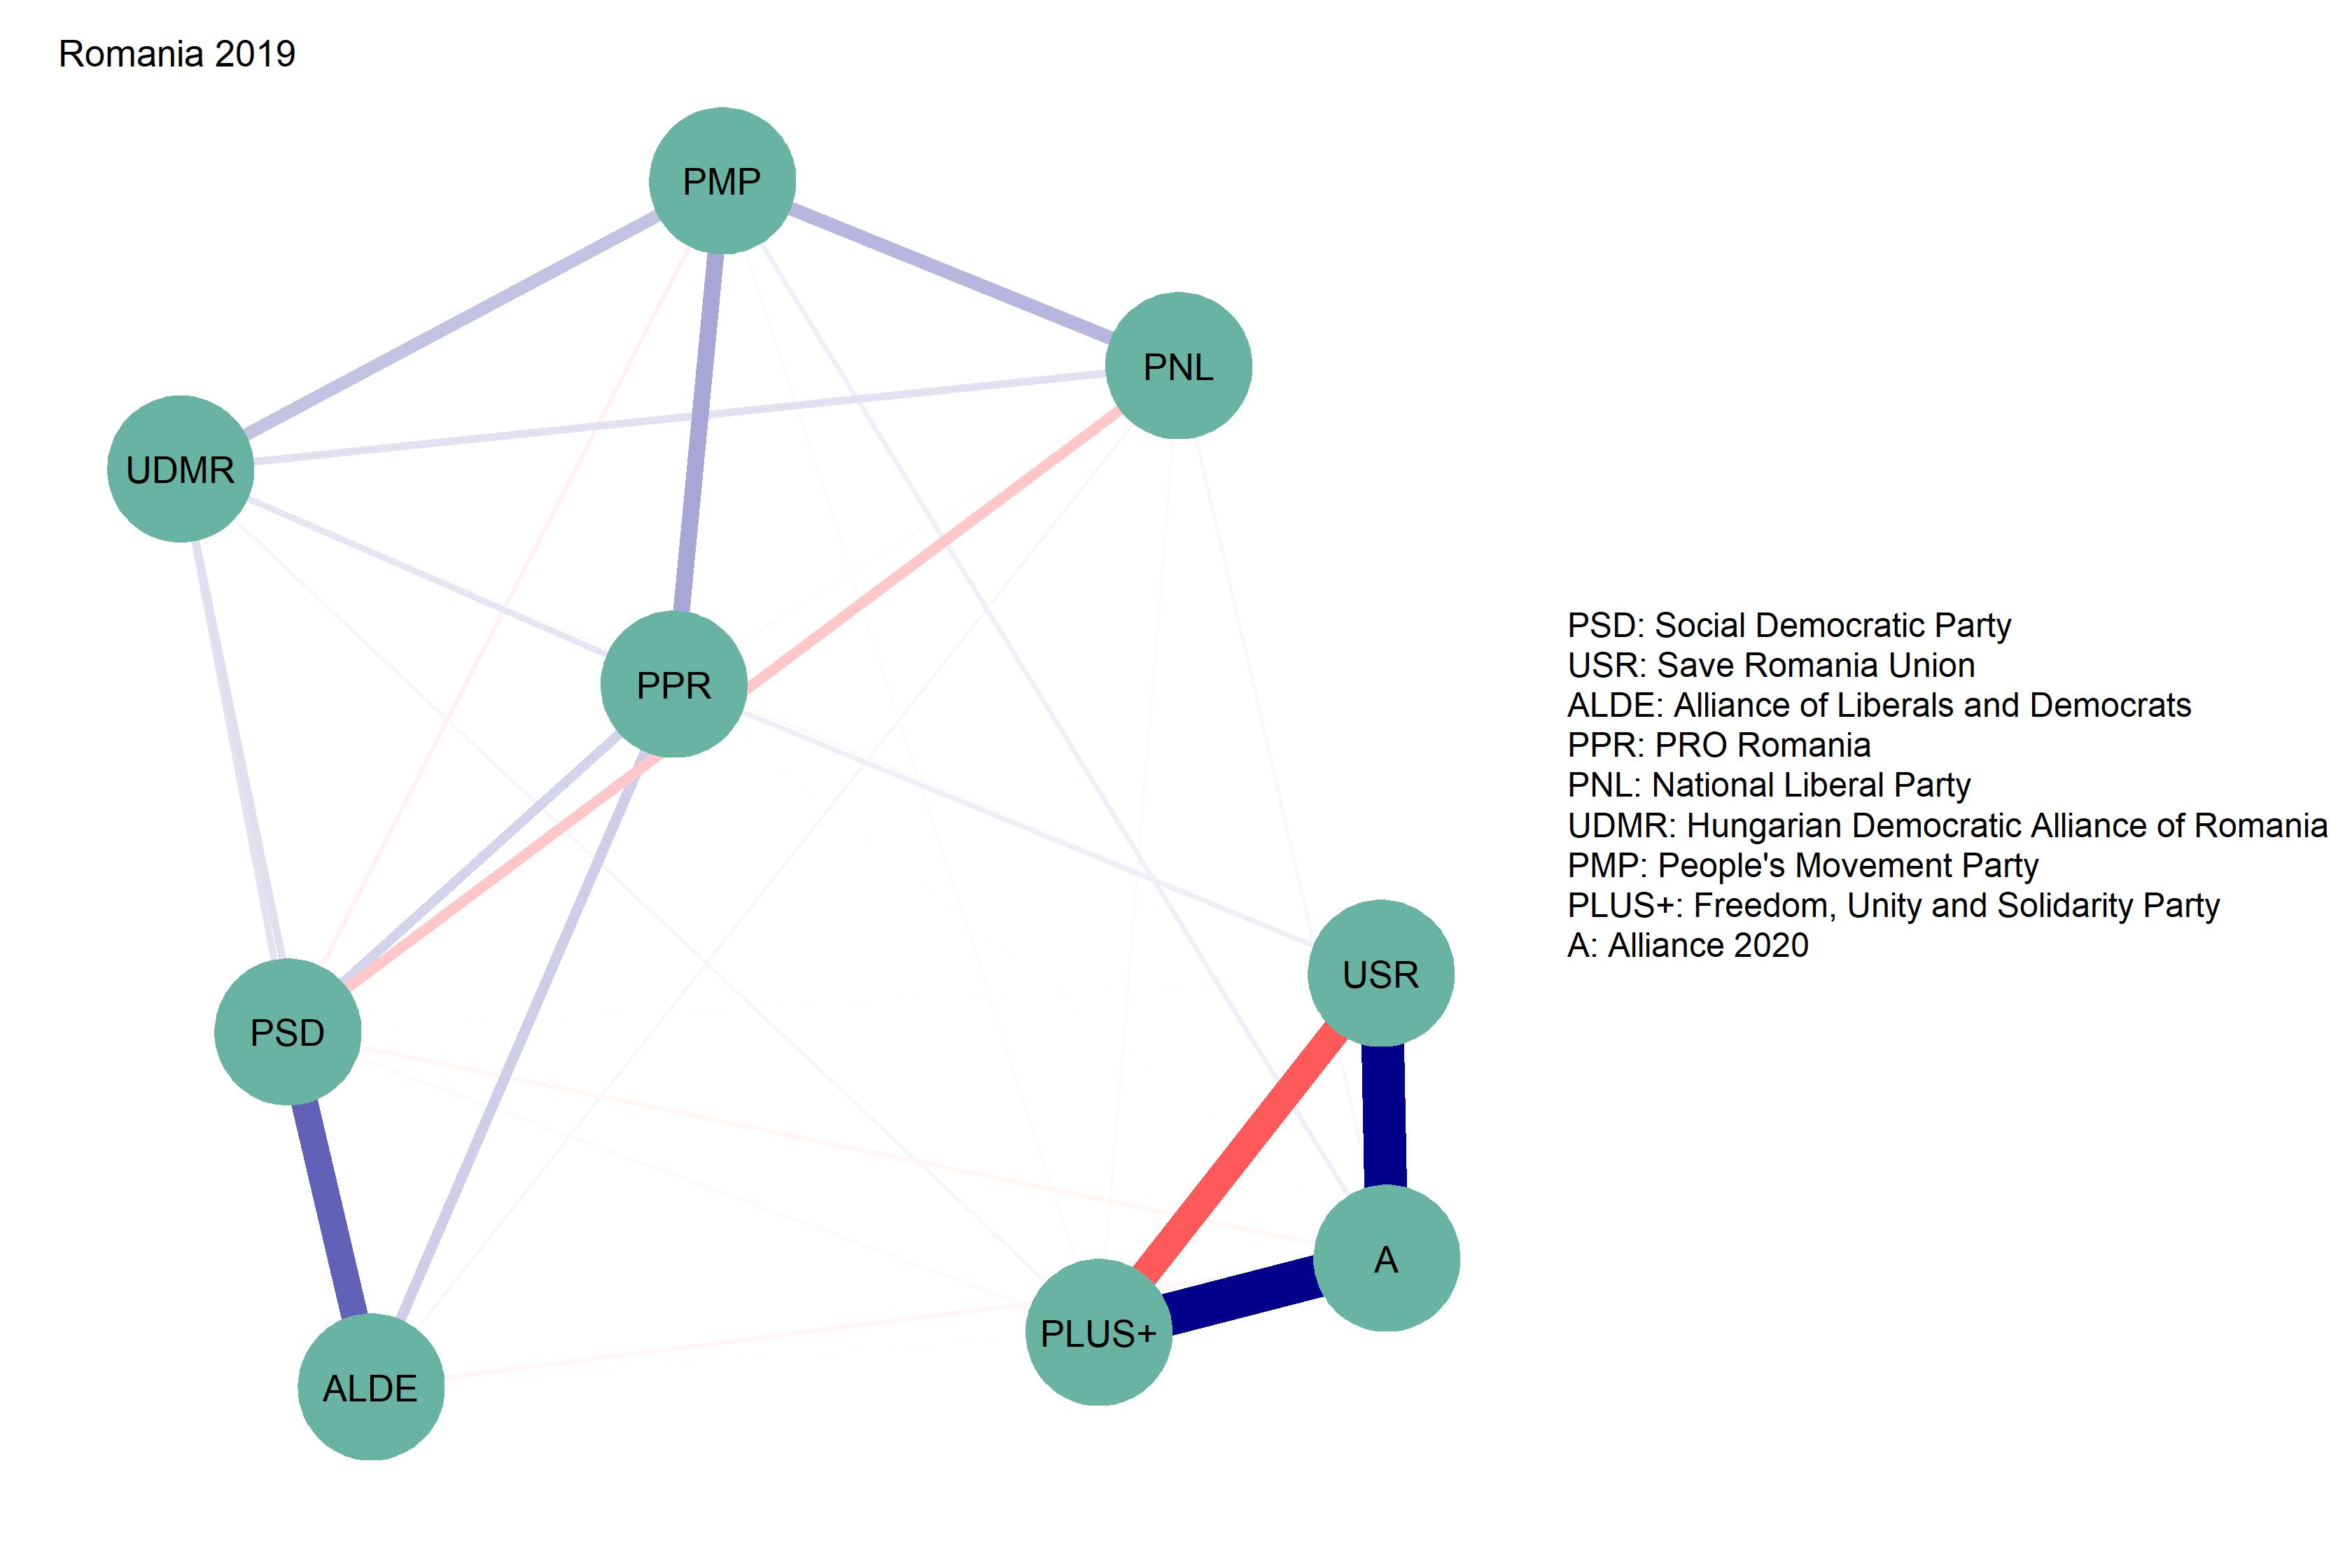 Romania 2019
PMP
PNL
UDMR
PPR
PSD
USR
A
PLUS+
ALDE
PSD: Social Democratic Party
USR: Save Romania Union
ALDE: Alliance of Liberals and Democrats
PPR: PRO Romania
PNL: National Liberal Party
UDMR: Hungarian Democratic Alliance of Romania
PMP: People's Movement Party
PLUS+: Freedom, Unity and Solidarity Party
A: Alliance 2020